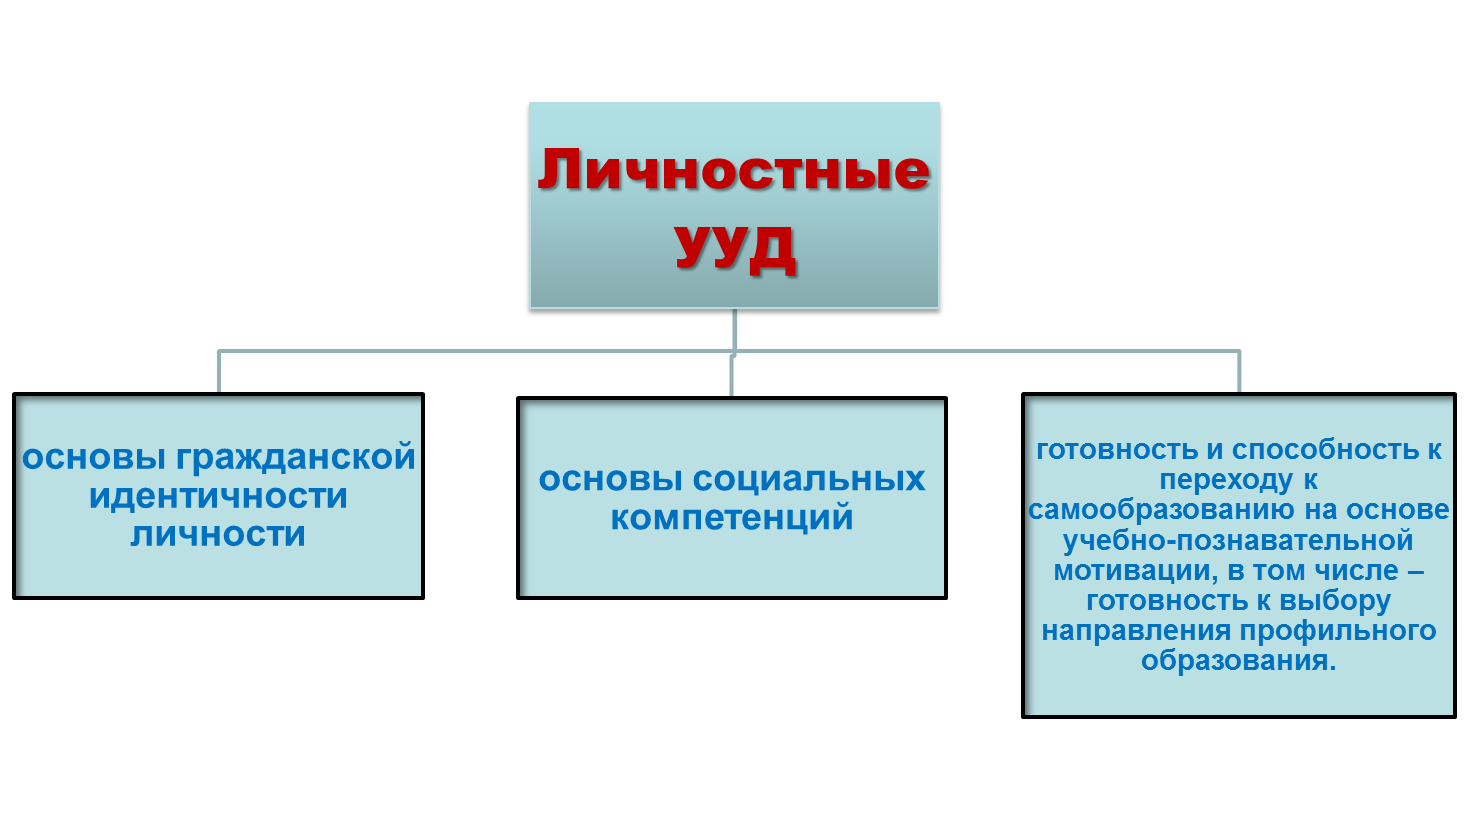 Личностные
УУД
основы гражданской
идентичности
личности
основы социальных
компетенций
готовность и способность к
переходу к
самообразованию на основе
учебно-познавательной
мотивации, в том числе –
готовность к выбору
направления профильного
образования.